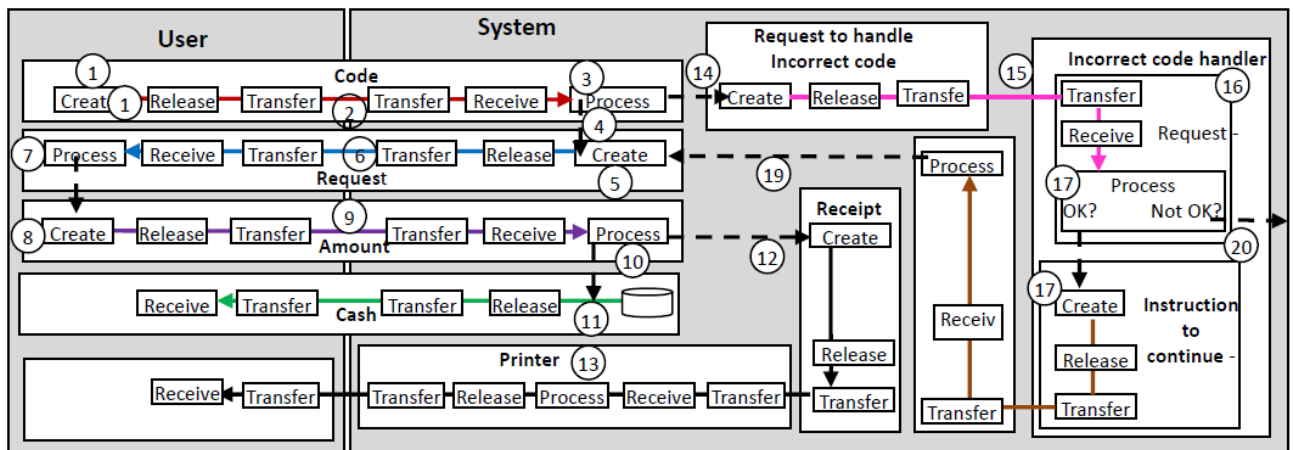 User
System
Request to handle
Incorrect code
Incorrect code handler
1
Code
3
14
15
16
Create
1
Release
Transfer
Transfer
Receive
Process
Create
Release
Transfe
Transfer
2
4
Receive
Request -
7
Process
Receive
Transfer
6
Transfer
Release
Create
Process
Request
5
19
17
Process
OK?
Not OK?
9
Receipt
8
Create
Release
Transfer
Transfer
Receive
Process
Create
Amount
10
12
20
17
Create
Instruction
to
continue -
Receive
Transfer
Transfer
Release
Cash
11
Receiv
Release
Printer
13
Release
Receive
Transfer
Transfer
Release
Process
Receive
Transfer
Transfer
Transfer
Transfer